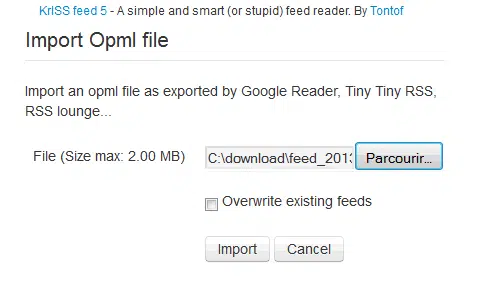 KrISS feed 5 - A simple and smart (or stupid) feed reader. By Tontof
Import Opml file
Import an opml file as exported by Google Reader, Tiny Tiny RSS,
RSS lounge...
File (Size max: 2.00 MB) C:\download\feed_2013 Parcourir...
Overwrite existing feeds
Import Cancel